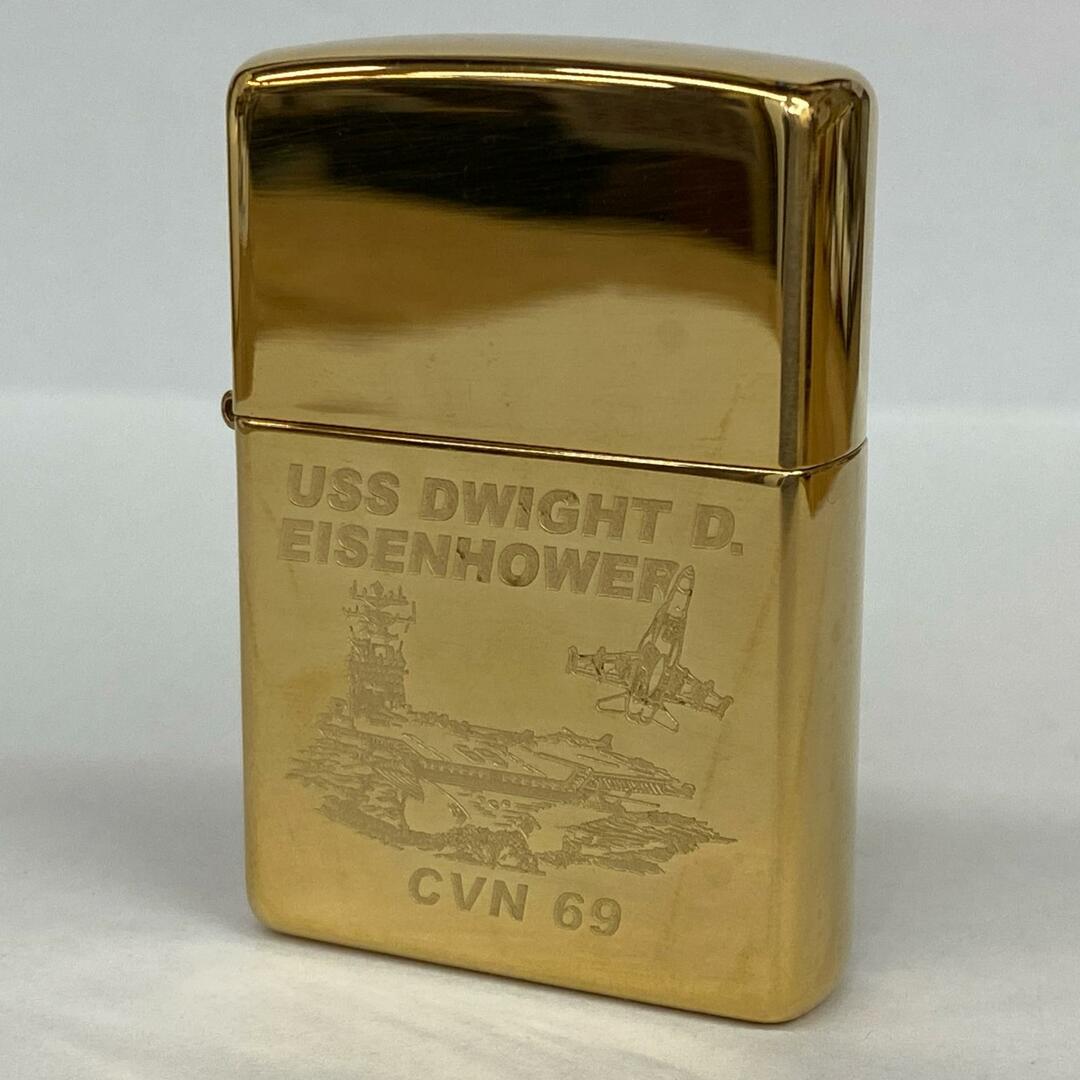 USS DWIGHT D.
EISENHOWER
CVN 69